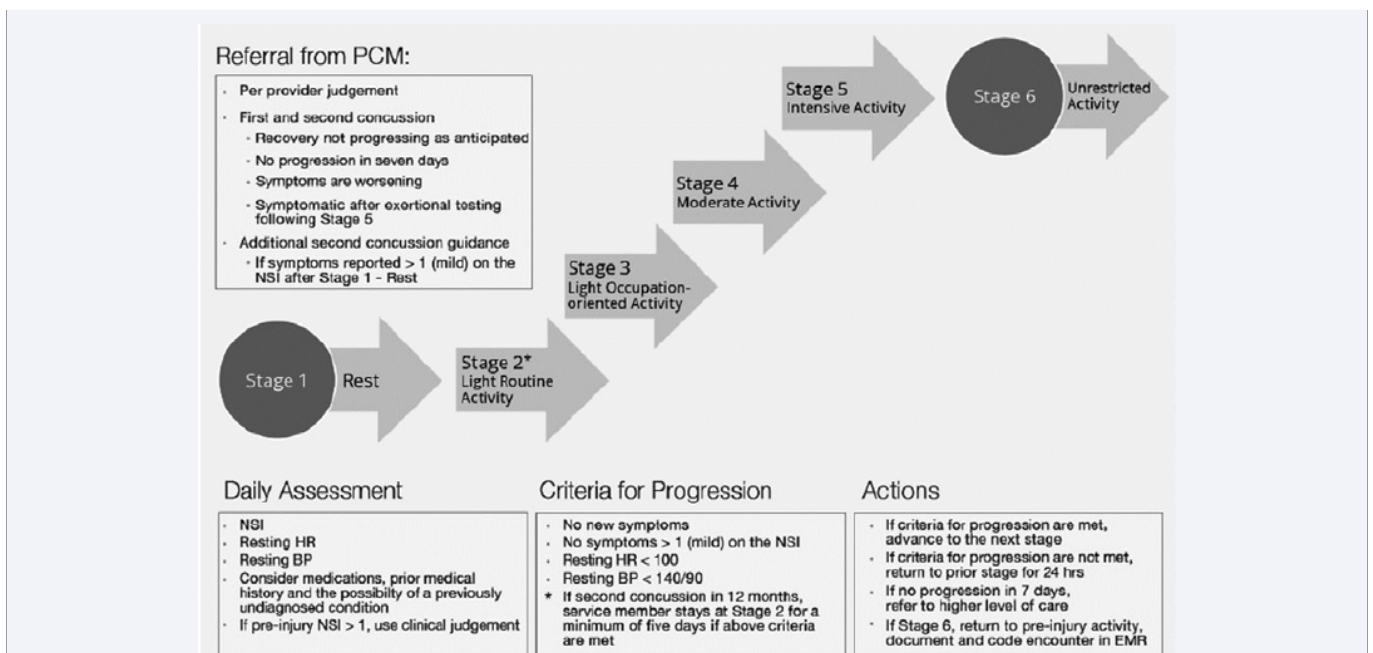 Referral from PCM:
· Per provider judgement
· First and second concussion
· Recovery not progressing as anticipated
· No progression in seven days
· Symptoms are worsening
· Symptomatic after exertional testing
following Stage 5
· Additional second concussion guidance
· If symptoms reported > 1 (mild) on the
NSI after Stage 1 - Rest
Stage 1
Rest
Stage 2*
Light Routine
Activity
Stage 3
Light Occupation-
oriented Activity
Stage 4
Moderate Activity
Stage 5
Intensive Activity
Stage 6
Unrestricted
Activity
Daily Assessment
· NSI
· Resting HR
· Resting BP
· Consider medications, prior medical
history and the possibilty of a previously
undiagnosed condition
· If pre-injury NSI > 1, use clinical judgement
Criteria for Progression
· No new symptoms
· No symptoms > 1 (mild) on the NSI
· Resting HR < 100
· Resting BP < 140/90
* If second concussion in 12 months,
service member stays at Stage 2 for a
minimum of five days if above criteria
are met
Actions
· If criteria for progression are met,
advance to the next stage
· If criteria for progression are not met,
return to prior stage for 24 hrs
· If no progression in 7 days,
refer to higher level of care
· If Stage 6, return to pre-injury activity,
document and code encounter in EMR